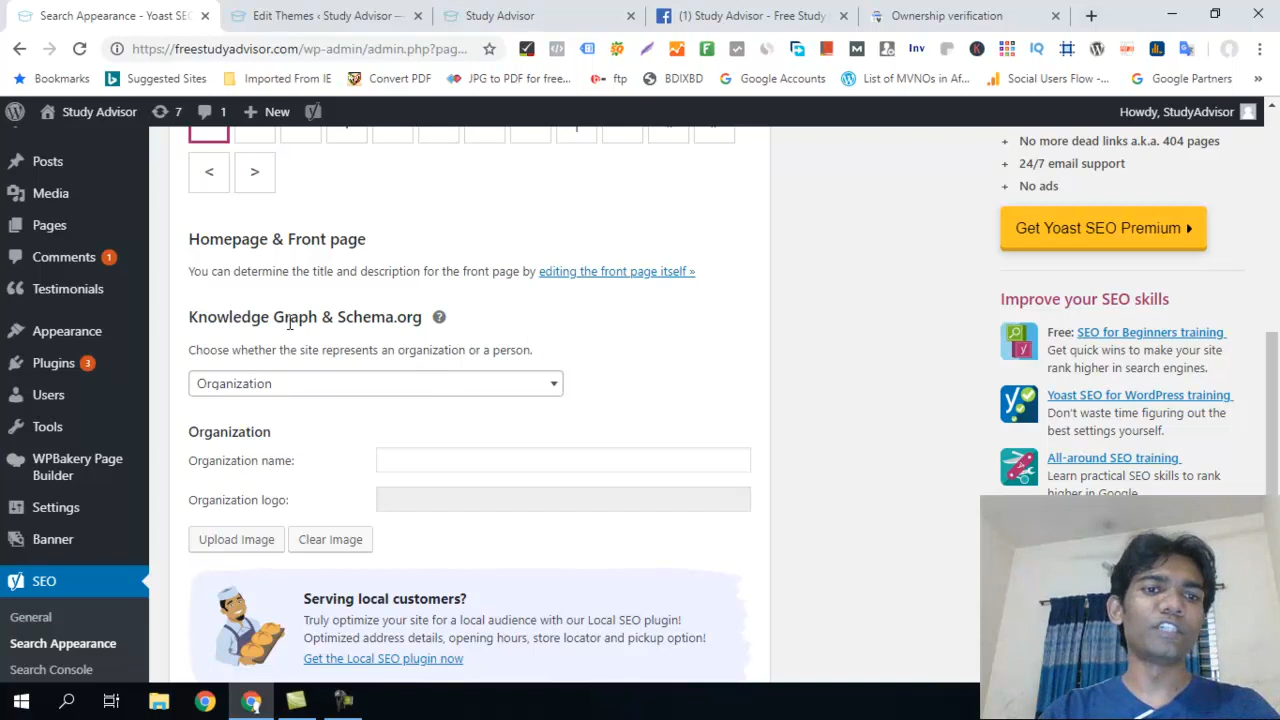 Search Appearance - Yoast SEO
Edit Themes ‹ Study Advisor —
Study Advisor
(1) Study Advisor - Free Study
Ownership verification
https://freestudyadvisor.com/wp-admin/admin.php?pag...
Inv
IQ
Bookmarks
Suggested Sites
Imported From IE
Convert PDF
JPG to PDF for free...
ftp
BDIXBD
Google Accounts
List of MVNOs in Af...
Social Users Flow -...
Google Partners
»
Study Advisor
7
1
New
Howdy, StudyAdvisor
Posts
Media
Pages
Comments 1
Testimonials
Appearance
Plugins 3
Users
Tools
WPBakery Page
Builder
Settings
Banner
SEO
General
Search Appearance
Search Console
< >
Homepage & Front page
You can determine the title and description for the front page by editing the front page itself »
Knowledge Graph & Schema.org ?
Choose whether the site represents an organization or a person.
Organization
Organization
Organization name:
Organization logo:
Upload Image
Clear Image
Serving local customers?
Truly optimize your site for a local audience with our Local SEO plugin!
Optimized address details, opening hours, store locator and pickup option!
Get the Local SEO plugin now
+ No more dead links a.k.a. 404 pages
+ 24/7 email support
+ No ads
Get Yoast SEO Premium
Improve your SEO skills
Free: SEO for Beginners training
Get quick wins to make your site
rank higher in search engines.
Yoast SEO for WordPress training
Don't waste time figuring out the
best settings yourself.
All-around SEO training
Learn practical SEO skills to rank
higher in Google